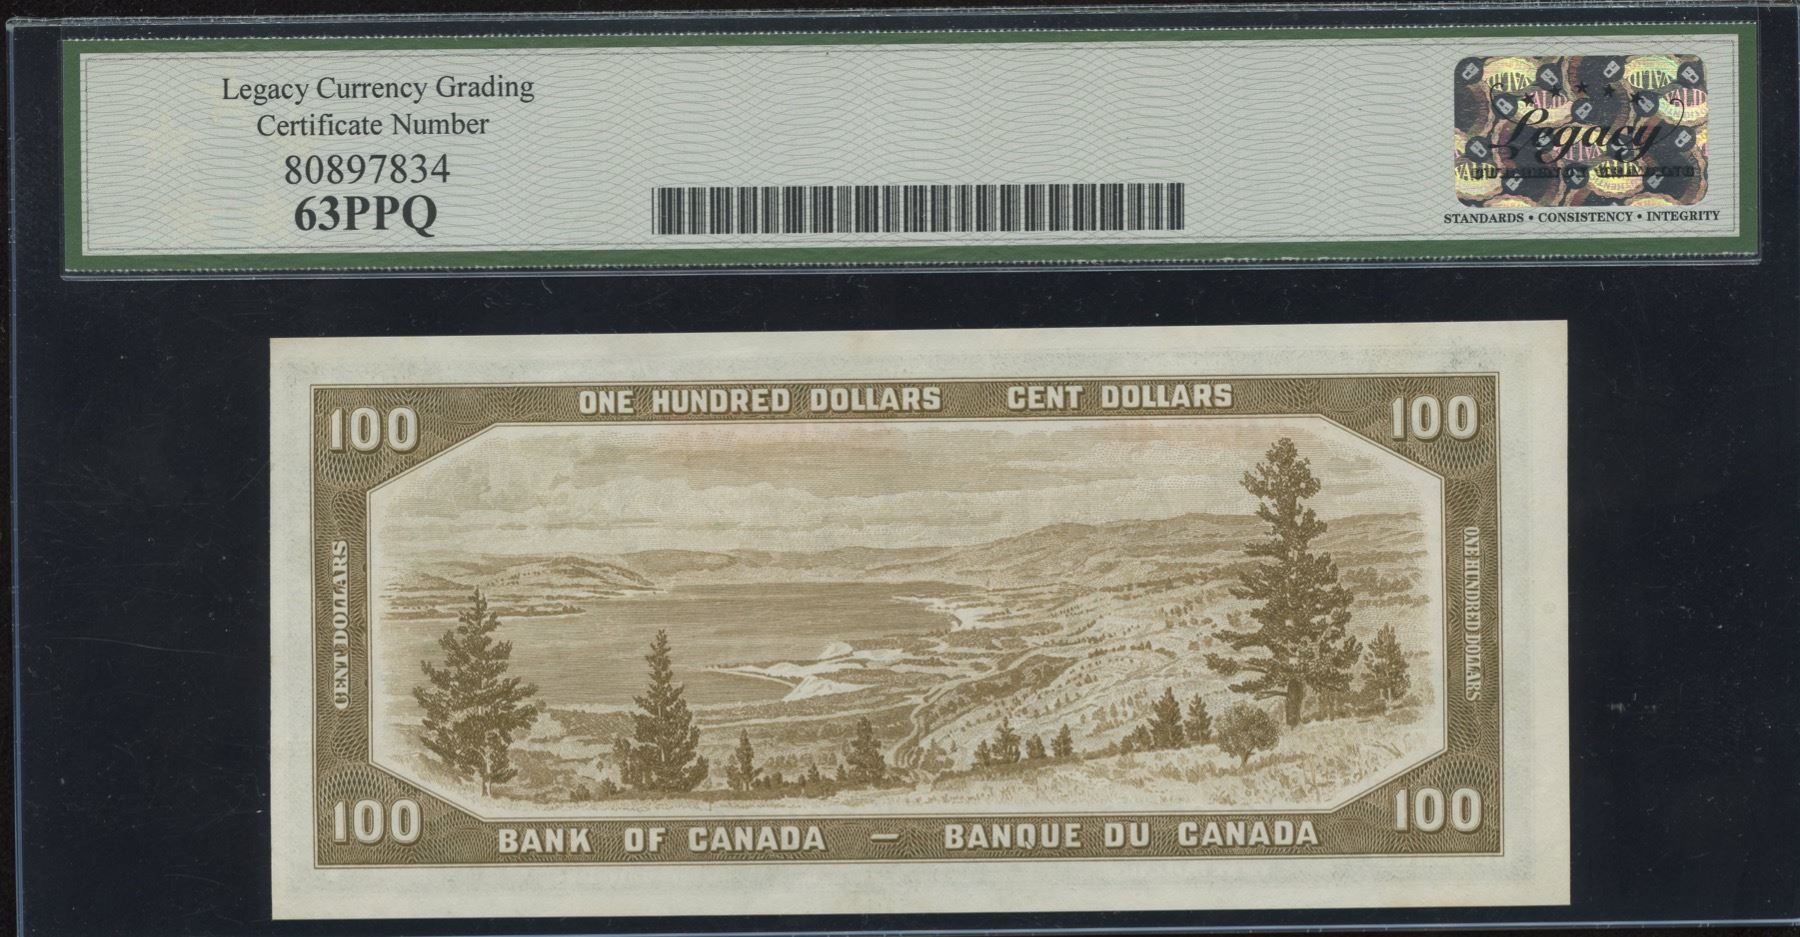 Legacy Currency Grading
Certificate Number
80897834
63PPQ
Legacy
STANDARDS • CONSISTENCY • INTEGRITY
ONE HUNDRED DOLLARS CENT DOLLARS
100
100
CENT DOLLARS
ONE HUNDRED DOLLARS
100
100
BANK OF CANADA — BANQUE DU CANADA